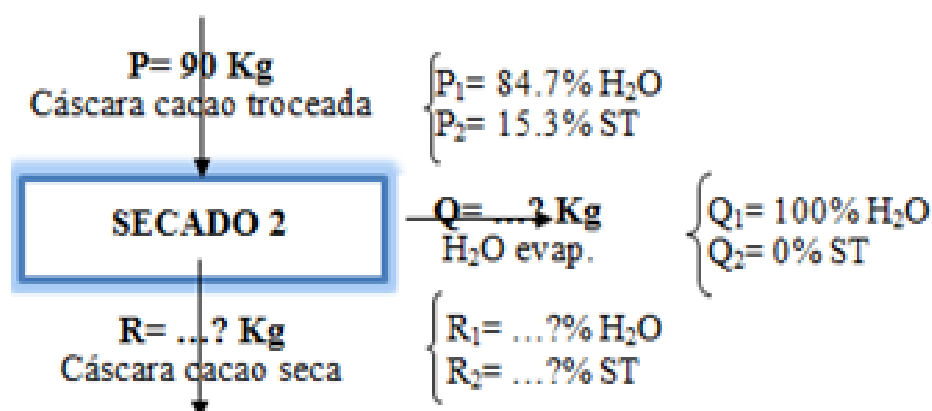 P= 90 Kg
Cáscara cacao troceada
P₁= 84.7% H₂O
P₂= 15.3% ST
SECADO 2
Q= ...? Kg
H₂O evap.
Q₁= 100% H₂O
Q₂= 0% ST
R= ...? Kg
Cáscara cacao seca
R₁= ...?% H₂O
R₂= ...?% ST